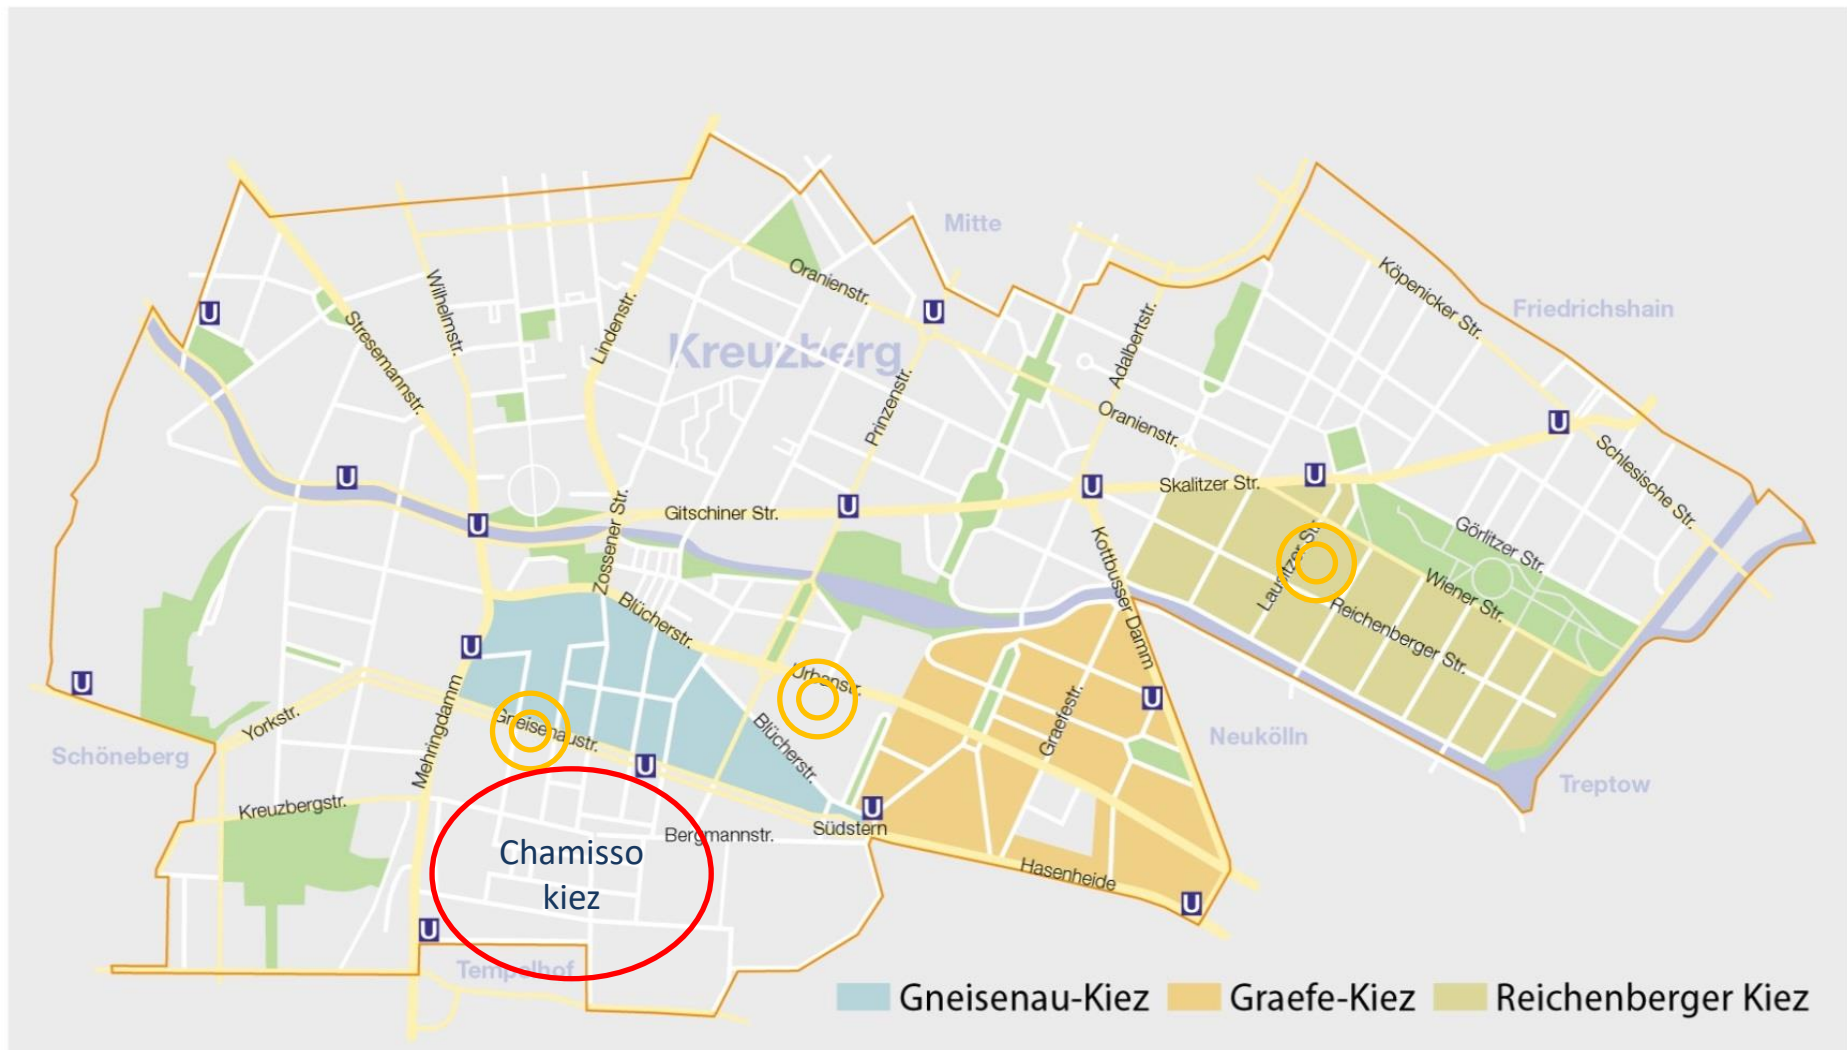 Mitte
Köpenicker Str.
Oranienstr.
Wilhelmstr.
Friedrichshain
U
U
Lindenstr.
Adalbertstr.
Stresemannstr.
Kreuzberg
Prinzenstr.
Oranienstr.
U
Schlesische Str.
U
U
Skalitzer Str.
U
U
Gitschiner Str.
U
Zossener Str.
U
Görlitzer Str.
Kottbusser Damm
Lausitzer Str.
Wiener Str.
Blücherstr.
Reichenberger Str.
U
U
Urbanstr.
U
Yorkstr.
Gneisenaustr.
Graefestr.
Neukölln
Schöneberg
Mehringdamm
Blücherstr.
U
Treptow
Kreuzbergstr.
U
Bergmannstr.
Südstern
Chamisso
kiez
Hasenheide
U
U
Tempelhof
Gneisenau-Kiez
Graefe-Kiez
Reichenberger Kiez